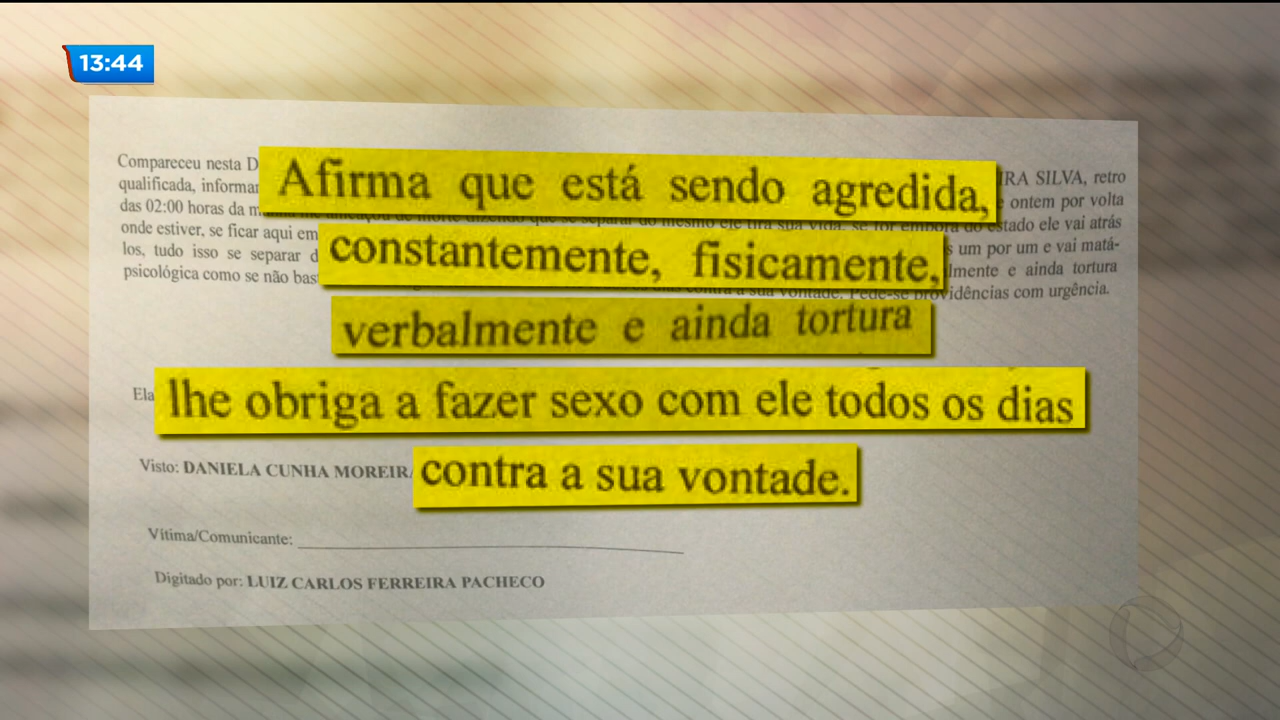 13:44
Compareceu nesta D
IRA SILVA, retro
qualificada, informar
ontem por volta
das 02:00 horas da m
estado ele vai atrás
onde estiver, se ficar aqui em
s um por um e vai matá-
los, tudo isso se separar d
lmente e ainda tortura
psicológica como se não bas
contra a sua vontade. Pede-se providências com urgência.
Afirma que está sendo agredida,
constantemente, fisicamente,
verbalmente e ainda tortura
lhe obriga a fazer sexo com ele todos os dias
contra a sua vontade.
Ela
Visto: DANIELA CUNHA MOREIRA
Vítima/Comunicante:
Digitado por: LUIZ CARLOS FERREIRA PACHECO